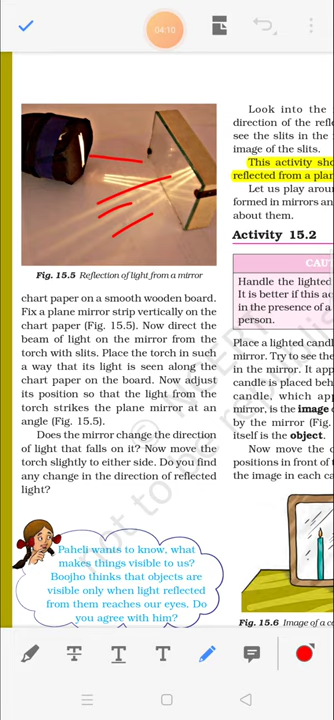 04:10
Fig. 15.5 Reflection of light from a mirror
chart paper on a smooth wooden board.
Fix a plane mirror strip vertically on the
chart paper (Fig. 15.5). Now direct the
beam of light on the mirror from the
torch with slits. Place the torch in such
a way that its light is seen along the
chart paper on the board. Now adjust
its position so that the light from the
torch strikes the plane mirror at an
angle (Fig. 15.5).
Does the mirror change the direction
of light that falls on it? Now move the
torch slightly to either side. Do you find
any change in the direction of reflected
light?
Paheli wants to know, what
makes things visible to us?
Boojho thinks that objects are
visible only when light reflected
from them reaches our eyes. Do
you agree with him?
Look into the
direction of the refle
see the slits in the
image of the slits.
This activity sho
reflected from a plan
Let us play arou
formed in mirrors an
about them.
Activity 15.2
CAU
Handle the lighted
It is better if this ac
in the presence of a
person.
Place a lighted candl
mirror. Try to see the
in the mirror. It app
candle is placed beh
candle, which app
mirror, is the image o
by the mirror (Fig.
itself is the object.
Now move the c
positions in front of t
the image in each ca
Fig. 15.6 Image of a ca
not to be republi
T T T